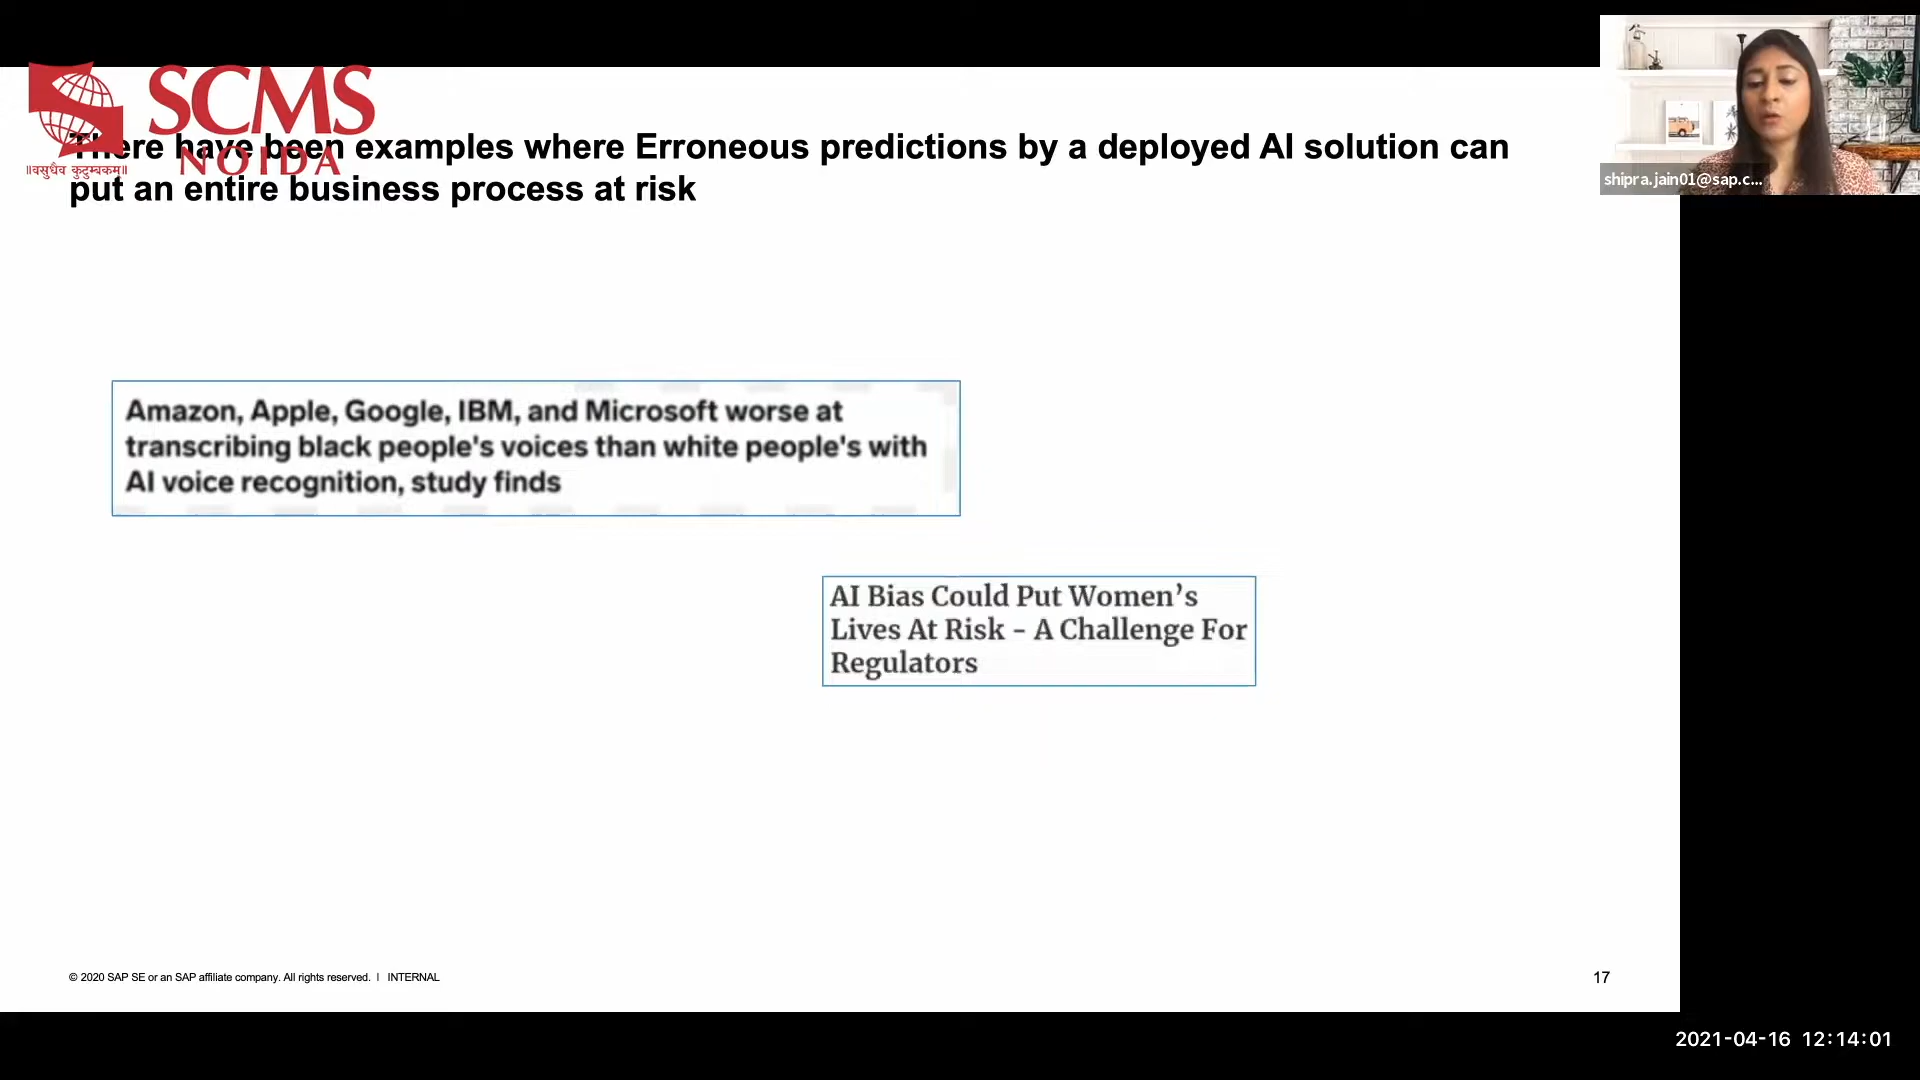 SCMS
NOIDA
॥वसुधैव कुटुम्बकम्॥
There have been examples where Erroneous predictions by a deployed AI solution can
put an entire business process at risk
shipra.jain01@sap.c...
Amazon, Apple, Google, IBM, and Microsoft worse at
transcribing black people's voices than white people's with
AI voice recognition, study finds
AI Bias Could Put Women’s
Lives At Risk - A Challenge For
Regulators
© 2020 SAP SE or an SAP affiliate company. All rights reserved. | INTERNAL
17
2021-04-16 12:14:01